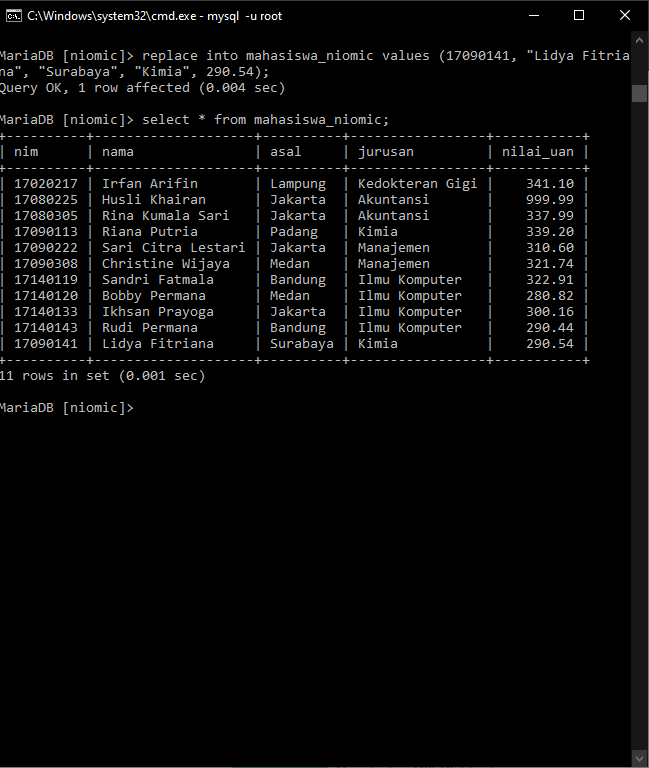 C:\Windows\system32\cmd.exe - mysql -u root
MariaDB [niomic]> replace into mahasiswa_niomic values (17090141, "Lidya Fitria
na", "Surabaya", "Kimia", 290.54);
Query OK, 1 row affected (0.004 sec)
MariaDB [niomic]> select * from mahasiswa_niomic;
+----------+--------------------+----------+-----------------+-----------+
| nim      | nama               | asal     | jurusan         | nilai_uan |
+----------+--------------------+----------+-----------------+-----------+
| 17020217 | Irfan Arifin       | Lampung  | Kedokteran Gigi |    341.10 |
| 17080225 | Husli Khairan      | Jakarta  | Akuntansi       |    999.99 |
| 17080305 | Rina Kumala Sari   | Jakarta  | Akuntansi       |    337.99 |
| 17090113 | Riana Putria       | Padang   | Kimia           |    339.20 |
| 17090222 | Sari Citra Lestari | Jakarta  | Manajemen       |    310.60 |
| 17090308 | Christine Wijaya   | Medan    | Manajemen       |    321.74 |
| 17140119 | Sandri Fatmala     | Bandung  | Ilmu Komputer   |    322.91 |
| 17140120 | Bobby Permana      | Medan    | Ilmu Komputer   |    280.82 |
| 17140133 | Ikhsan Prayoga     | Jakarta  | Ilmu Komputer   |    300.16 |
| 17140143 | Rudi Permana       | Bandung  | Ilmu Komputer   |    290.44 |
| 17090141 | Lidya Fitriana     | Surabaya | Kimia           |    290.54 |
+----------+--------------------+----------+-----------------+-----------+
11 rows in set (0.001 sec)
MariaDB [niomic]>